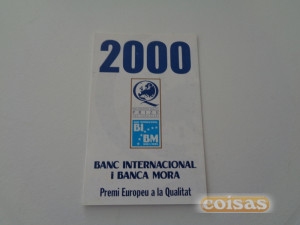 2000
BI
BM
BANC INTERNACIONAL
I BANCA MORA
Premi Europeu a la Qualitat
coisas